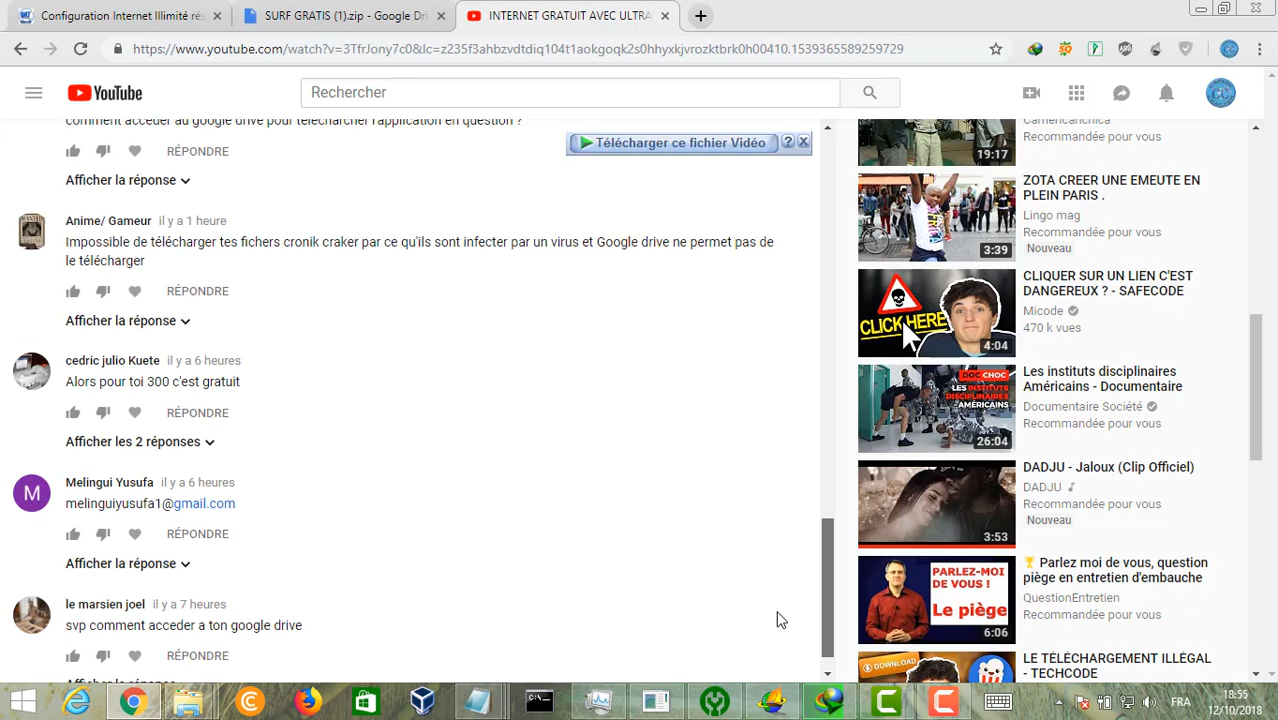 Configuration Internet Illimité rés
SURF GRATIS (1).zip - Google Dri
INTERNET GRATUIT AVEC ULTRA
https://www.youtube.com/watch?v=3TfrJony7c0&lc=z235f3ahbzvdtdiq104t1aokgoqk2s0hhyxkjvrozktbrk0h00410.1539365589259729
YouTube
Rechercher
comment acceder au google drive pour telecharcher l'application en question ?
RÉPONDRE
Afficher la réponse
Télécharger ce fichier Vidéo
Anime/ Gameur il y a 1 heure
Impossible de télécharger tes fichers cronik craker par ce qu'ils sont infecter par un virus et Google drive ne permet pas de
le télécharger
RÉPONDRE
Afficher la réponse
cedric julio Kuete il y a 6 heures
Alors pour toi 300 c'est gratuit
RÉPONDRE
Afficher les 2 réponses
M
Melingui Yusufa il y a 6 heures
melinguiyusufa1@gmail.com
RÉPONDRE
Afficher la réponse
le marsien joel il y a 7 heures
svp comment acceder a ton google drive
RÉPONDRE
19:17
Camericanchica
Recommandée pour vous
3:39
ZOTA CREER UNE EMEUTE EN
PLEIN PARIS .
Lingo mag
Recommandée pour vous
Nouveau
CLICK HERE
4:04
CLIQUER SUR UN LIEN C'EST
DANGEREUX ? - SAFECODE
Micode
470 k vues
DOC CHOC
LES INSTITUTS
DISCIPLINAIRES
AMÉRICAINS
26:04
Les instituts disciplinaires
Américains - Documentaire
Documentaire Société
Recommandée pour vous
3:53
DADJU - Jaloux (Clip Officiel)
DADJU
Recommandée pour vous
Nouveau
PARLEZ-MOI
DE VOUS !
Le piège
6:06
Parlez moi de vous, question
piège en entretien d'embauche
QuestionEntretien
Recommandée pour vous
DOWNLOAD
LE TÉLÉCHARGEMENT ILLÉGAL
- TECHCODE
FRA
18:55
12/10/2018